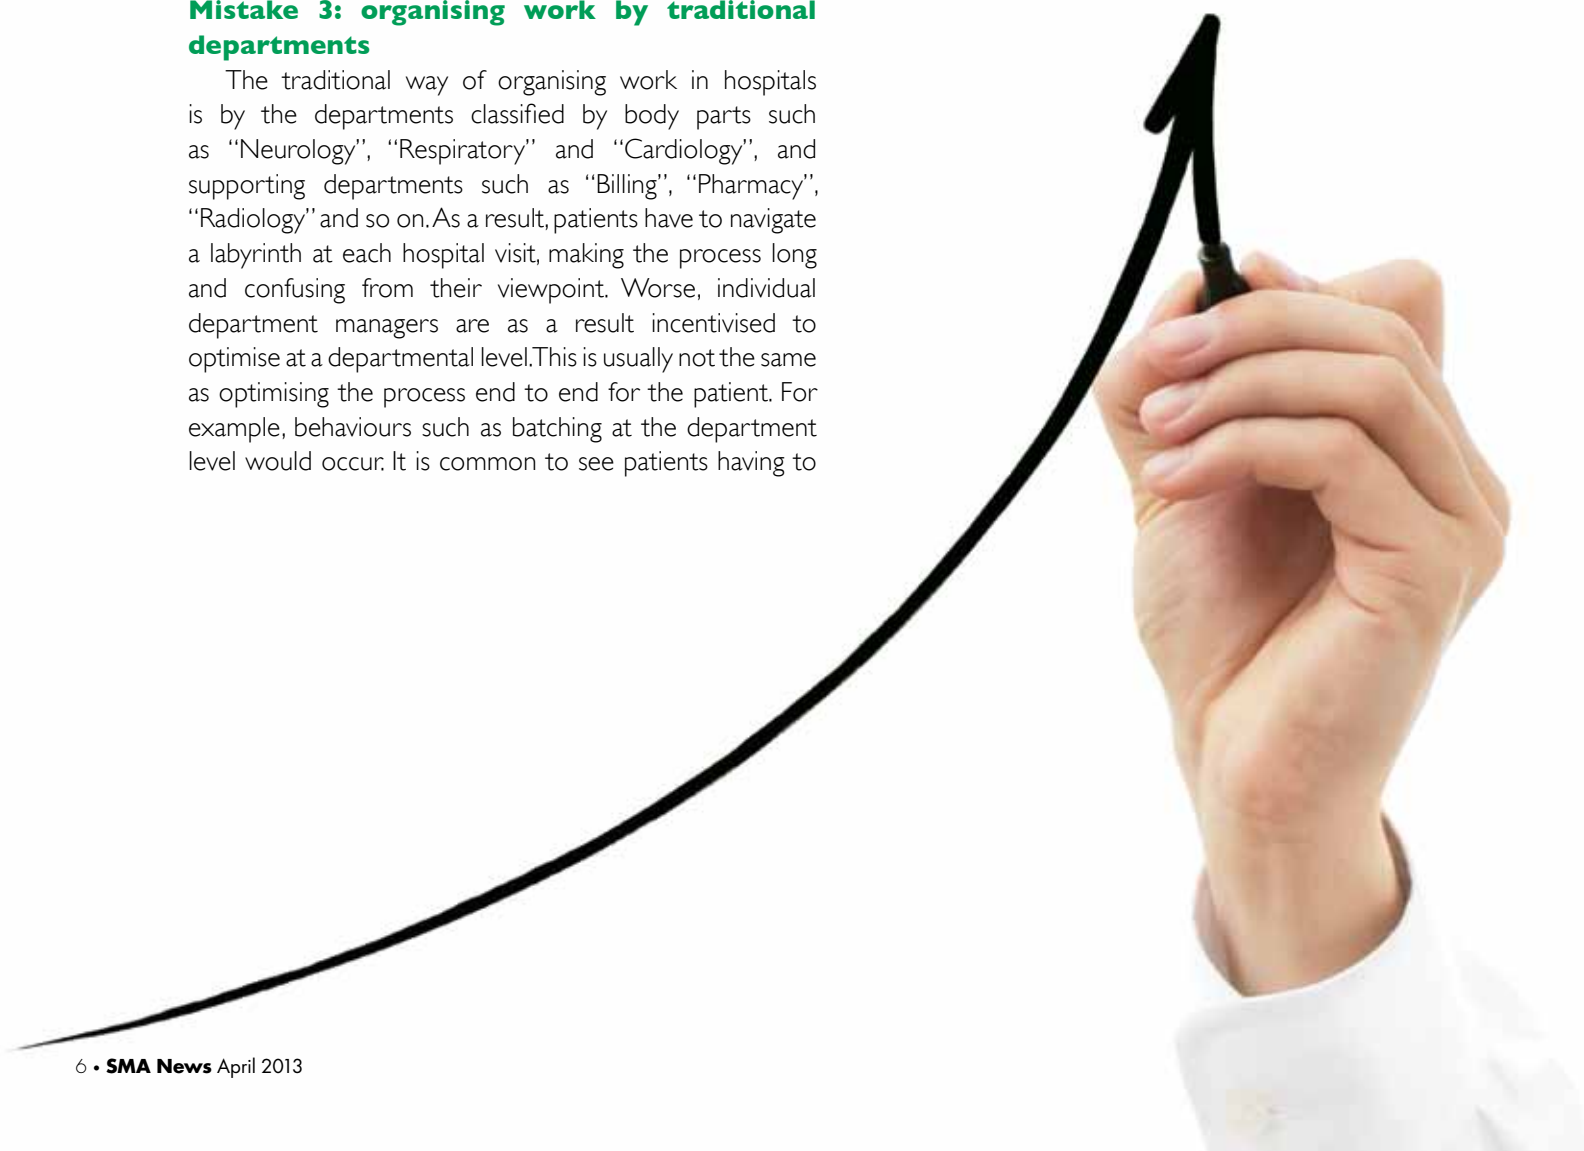 Mistake 3: organising work by traditional
departments
The traditional way of organising work in hospitals
is by the departments classified by body parts such
as “Neurology”, “Respiratory” and “Cardiology”, and
supporting departments such as “Billing”, “Pharmacy”,
“Radiology” and so on. As a result, patients have to navigate
a labyrinth at each hospital visit, making the process long
and confusing from their viewpoint. Worse, individual
department managers are as a result incentivised to
optimise at a departmental level. This is usually not the same
as optimising the process end to end for the patient. For
example, behaviours such as batching at the department
level would occur. It is common to see patients having to
6 • SMA News April 2013